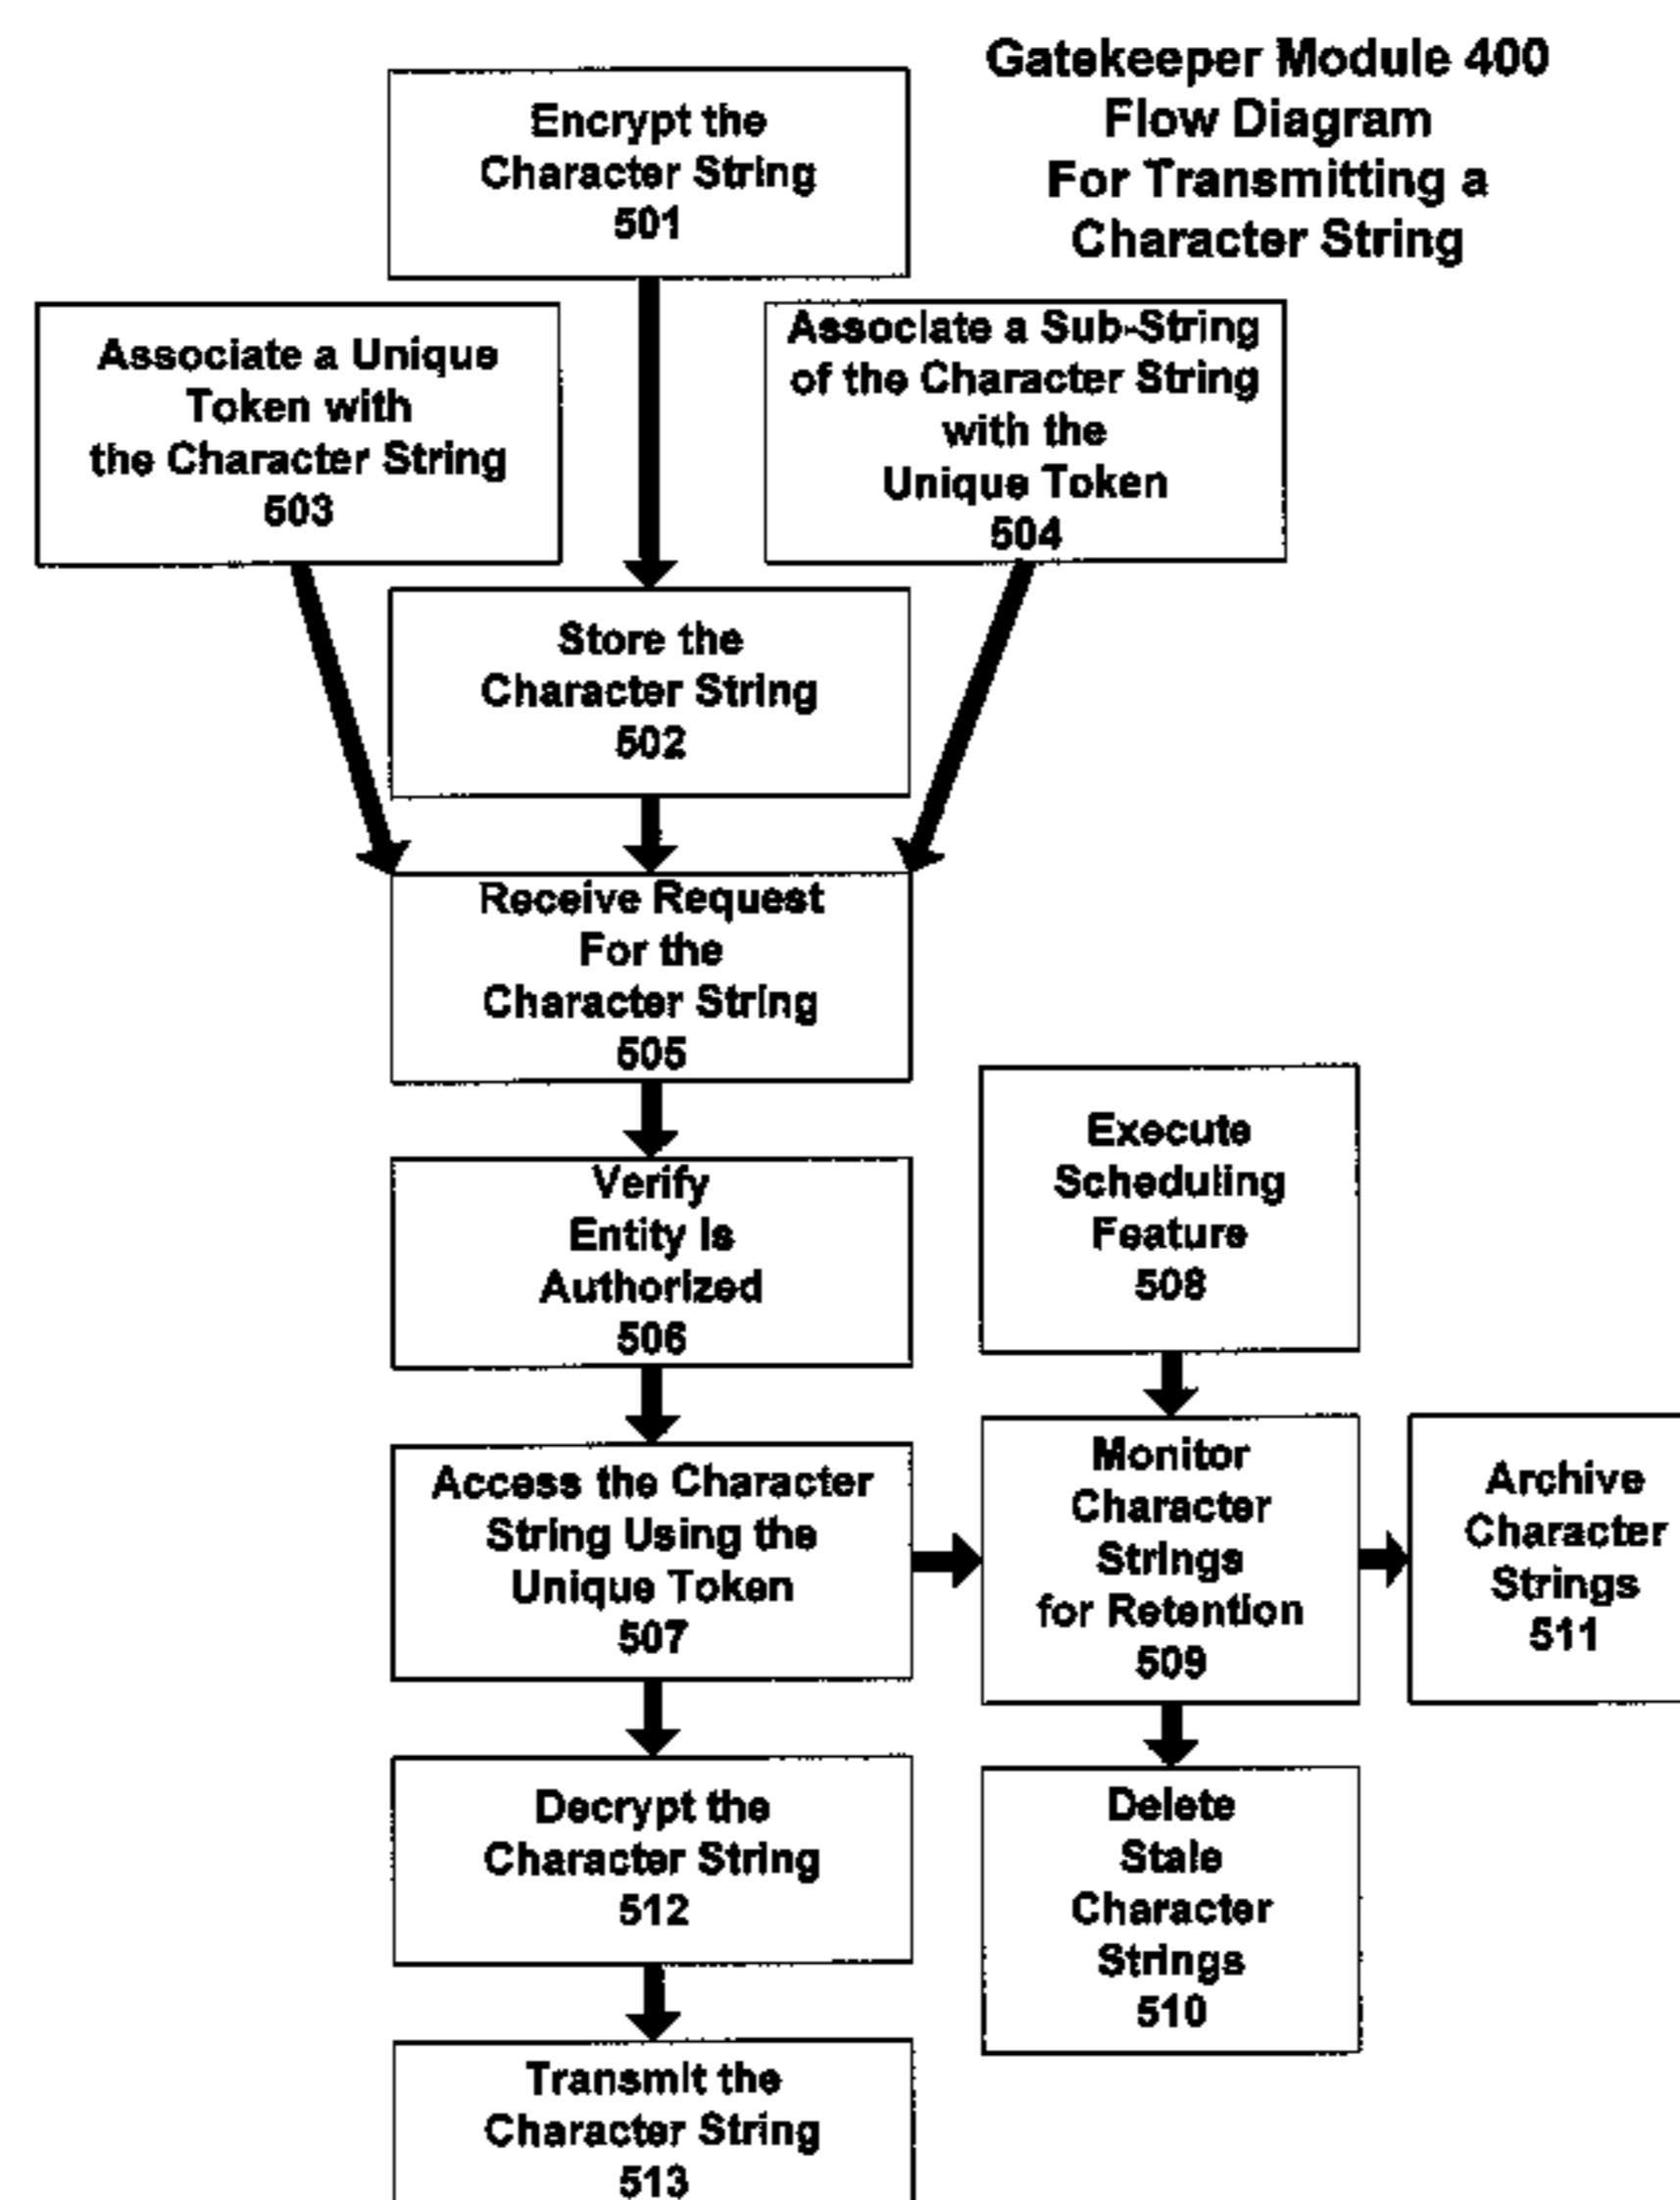 Gatekeeper Module 400
Flow Diagram
For Transmitting a
Character String
Encrypt the
Character String
501
Associate a Unique
Token with
the Character String
503
Associate a Sub-String
of the Character String
with the
Unique Token
504
Store the
Character String
502
Receive Request
For the
Character String
505
Verify
Entity Is
Authorized
506
Execute
Scheduling
Feature
508
Access the Character
String Using the
Unique Token
507
Monitor
Character
Strings
for Retention
509
Archive
Character
Strings
511
Decrypt the
Character String
512
Delete
Stale
Character
Strings
510
Transmit the
Character String
513